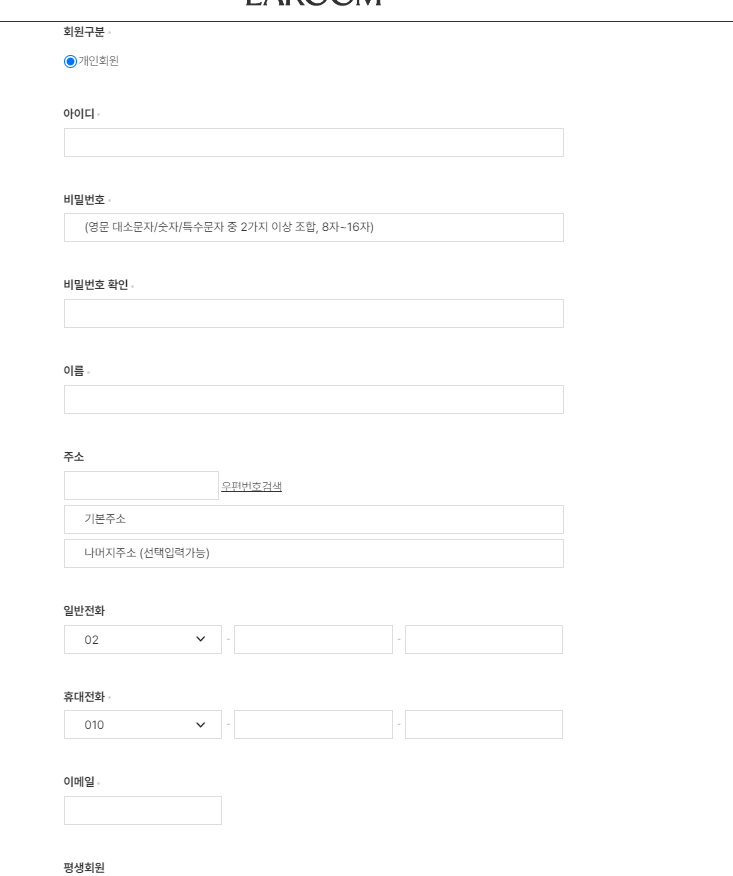 회원구분
개인회원
아이디
비밀번호
(영문 대소문자/숫자/특수문자 중 2가지 이상 조합, 8자~16자)
비밀번호 확인
이름
주소
우편번호검색
기본주소
나머지주소 (선택입력가능)
일반전화
02 - -
휴대전화
010 - -
이메일
평생회원